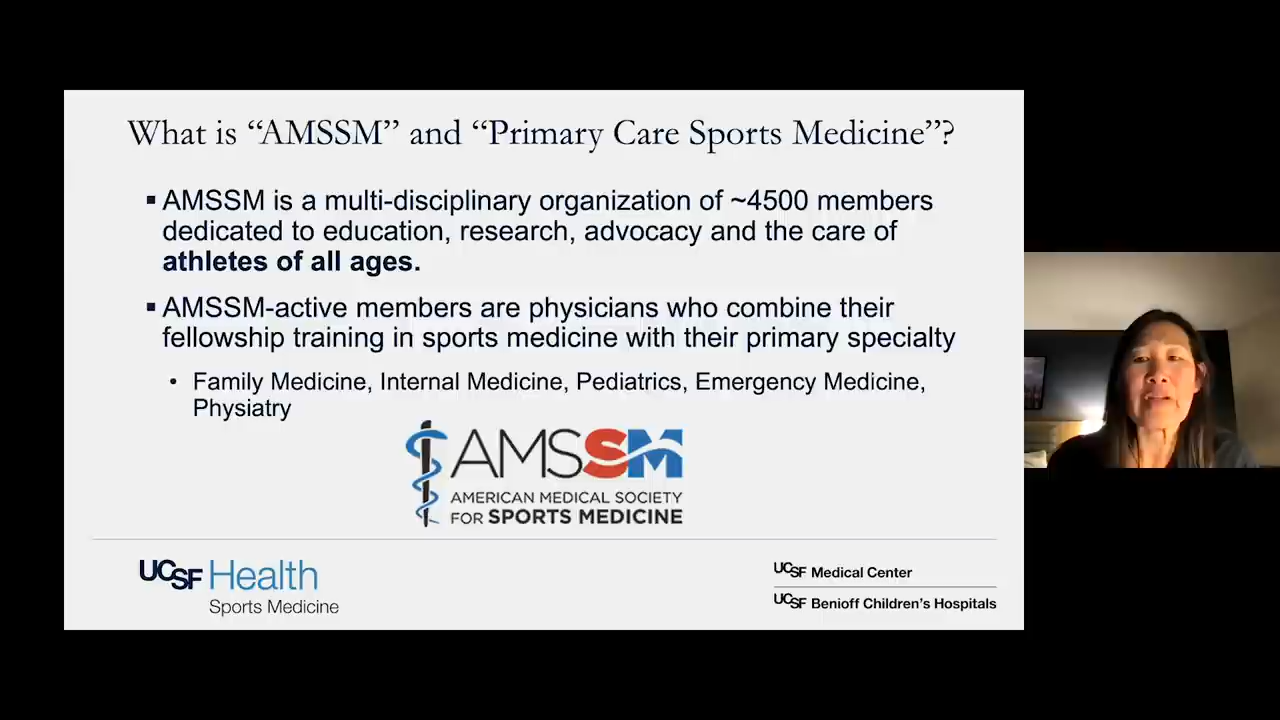 What is “AMSSM” and “Primary Care Sports Medicine”?
▪ AMSSM is a multi-disciplinary organization of ~4500 members
dedicated to education, research, advocacy and the care of
athletes of all ages.
▪ AMSSM-active members are physicians who combine their
fellowship training in sports medicine with their primary specialty
• Family Medicine, Internal Medicine, Pediatrics, Emergency Medicine,
Physiatry
AMSSM
AMERICAN MEDICAL SOCIETY
FOR SPORTS MEDICINE
UCSF Health
Sports Medicine
UCSF Medical Center
UCSF Benioff Children's Hospitals